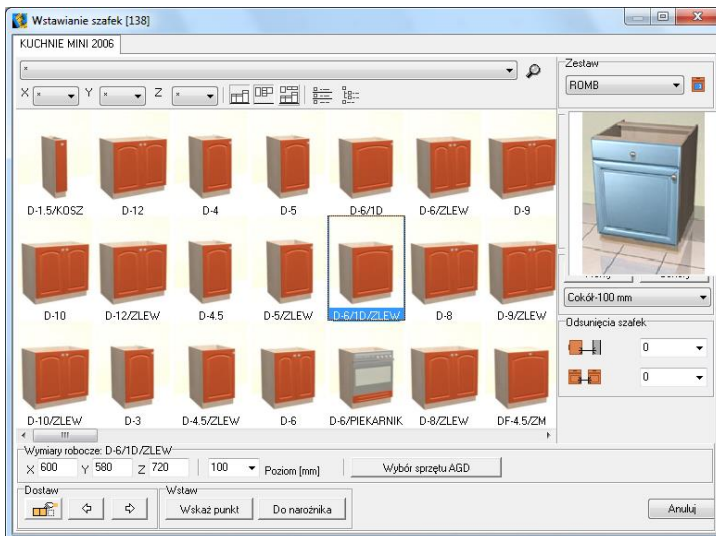 Wstawianie szafek [138]
KUCHNIE MINI 2006
*
X * Y * Z *
Zestaw
ROMB
D-1.5/KOSZ D-12 D-4 D-5 D-6/1D D-6/ZLEW D-9
D-10 D-12/ZLEW D-4.5 D-5/ZLEW D-6/1D/ZLEW D-8 D-9/ZLEW
Cokół-100 mm
Odsunięcia szafek
0
0
D-10/ZLEW D-3 D-4.5/ZLEW D-6 D-6/PIEKARNIK D-8/ZLEW DF-4.5/ZM
Wymiary robocze: D-6/1D/ZLEW
X 600 Y 580 Z 720 100 Poziom [mm] Wybór sprzętu AGD
Dostaw Wstaw
Wskaż punkt Do narożnika Anuluj